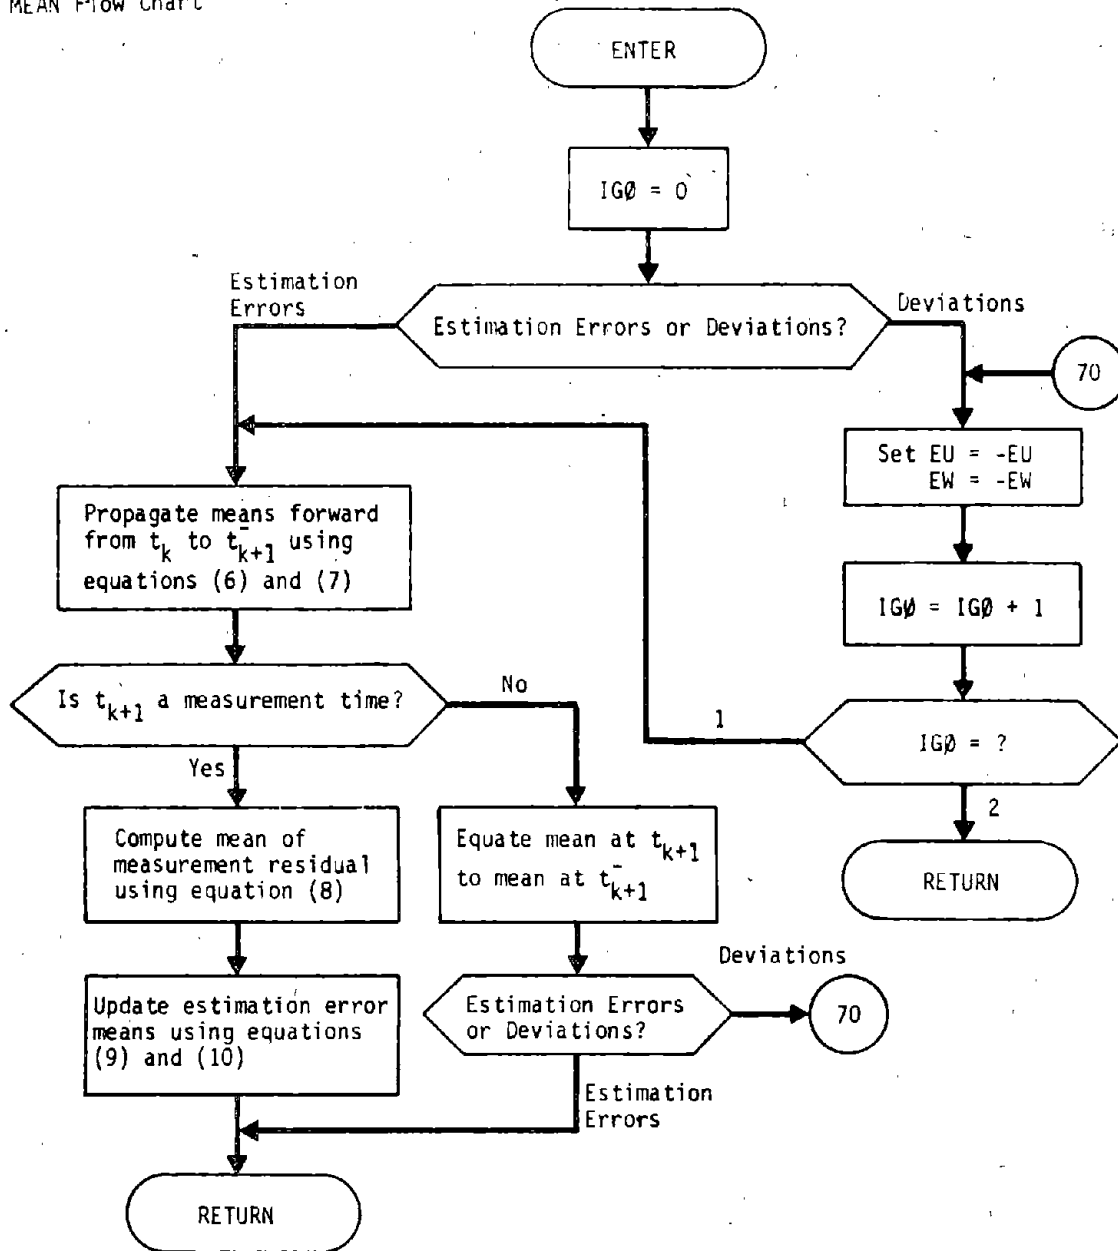 MEAN Flow Chart
ENTER
IGØ = 0
Estimation Errors or Deviations?
Estimation
Errors
Deviations
70
Set EU = -EU
EW = -EW
IGØ = IGØ + 1
IGØ = ?
1
2
RETURN
Propagate means forward
from t_k to t⁻_{k+1} using
equations (6) and (7)
Is t_{k+1} a measurement time?
No
Yes
Compute mean of
measurement residual
using equation (8)
Equate mean at t_{k+1}
to mean at t⁻_{k+1}
Update estimation error
means using equations
(9) and (10)
Estimation Errors
or Deviations?
Deviations
70
Estimation
Errors
RETURN